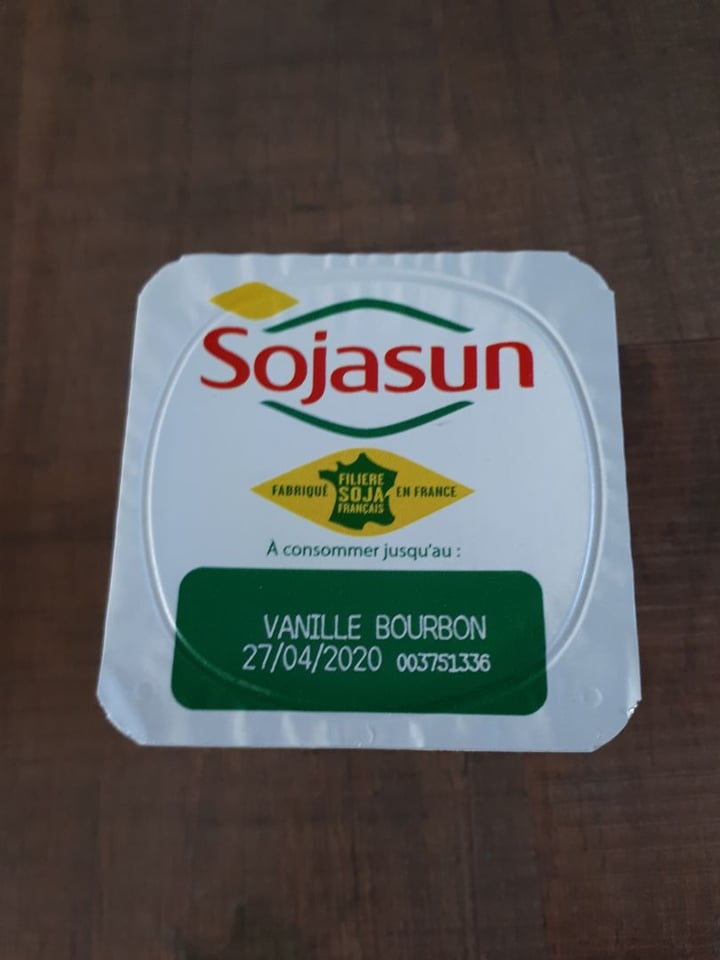 Sojasun
FABRIQUÉ FILIERE SOJA FRANÇAIS EN FRANCE
À consommer jusqu'au :
VANILLE BOURBON
27/04/2020 003751336